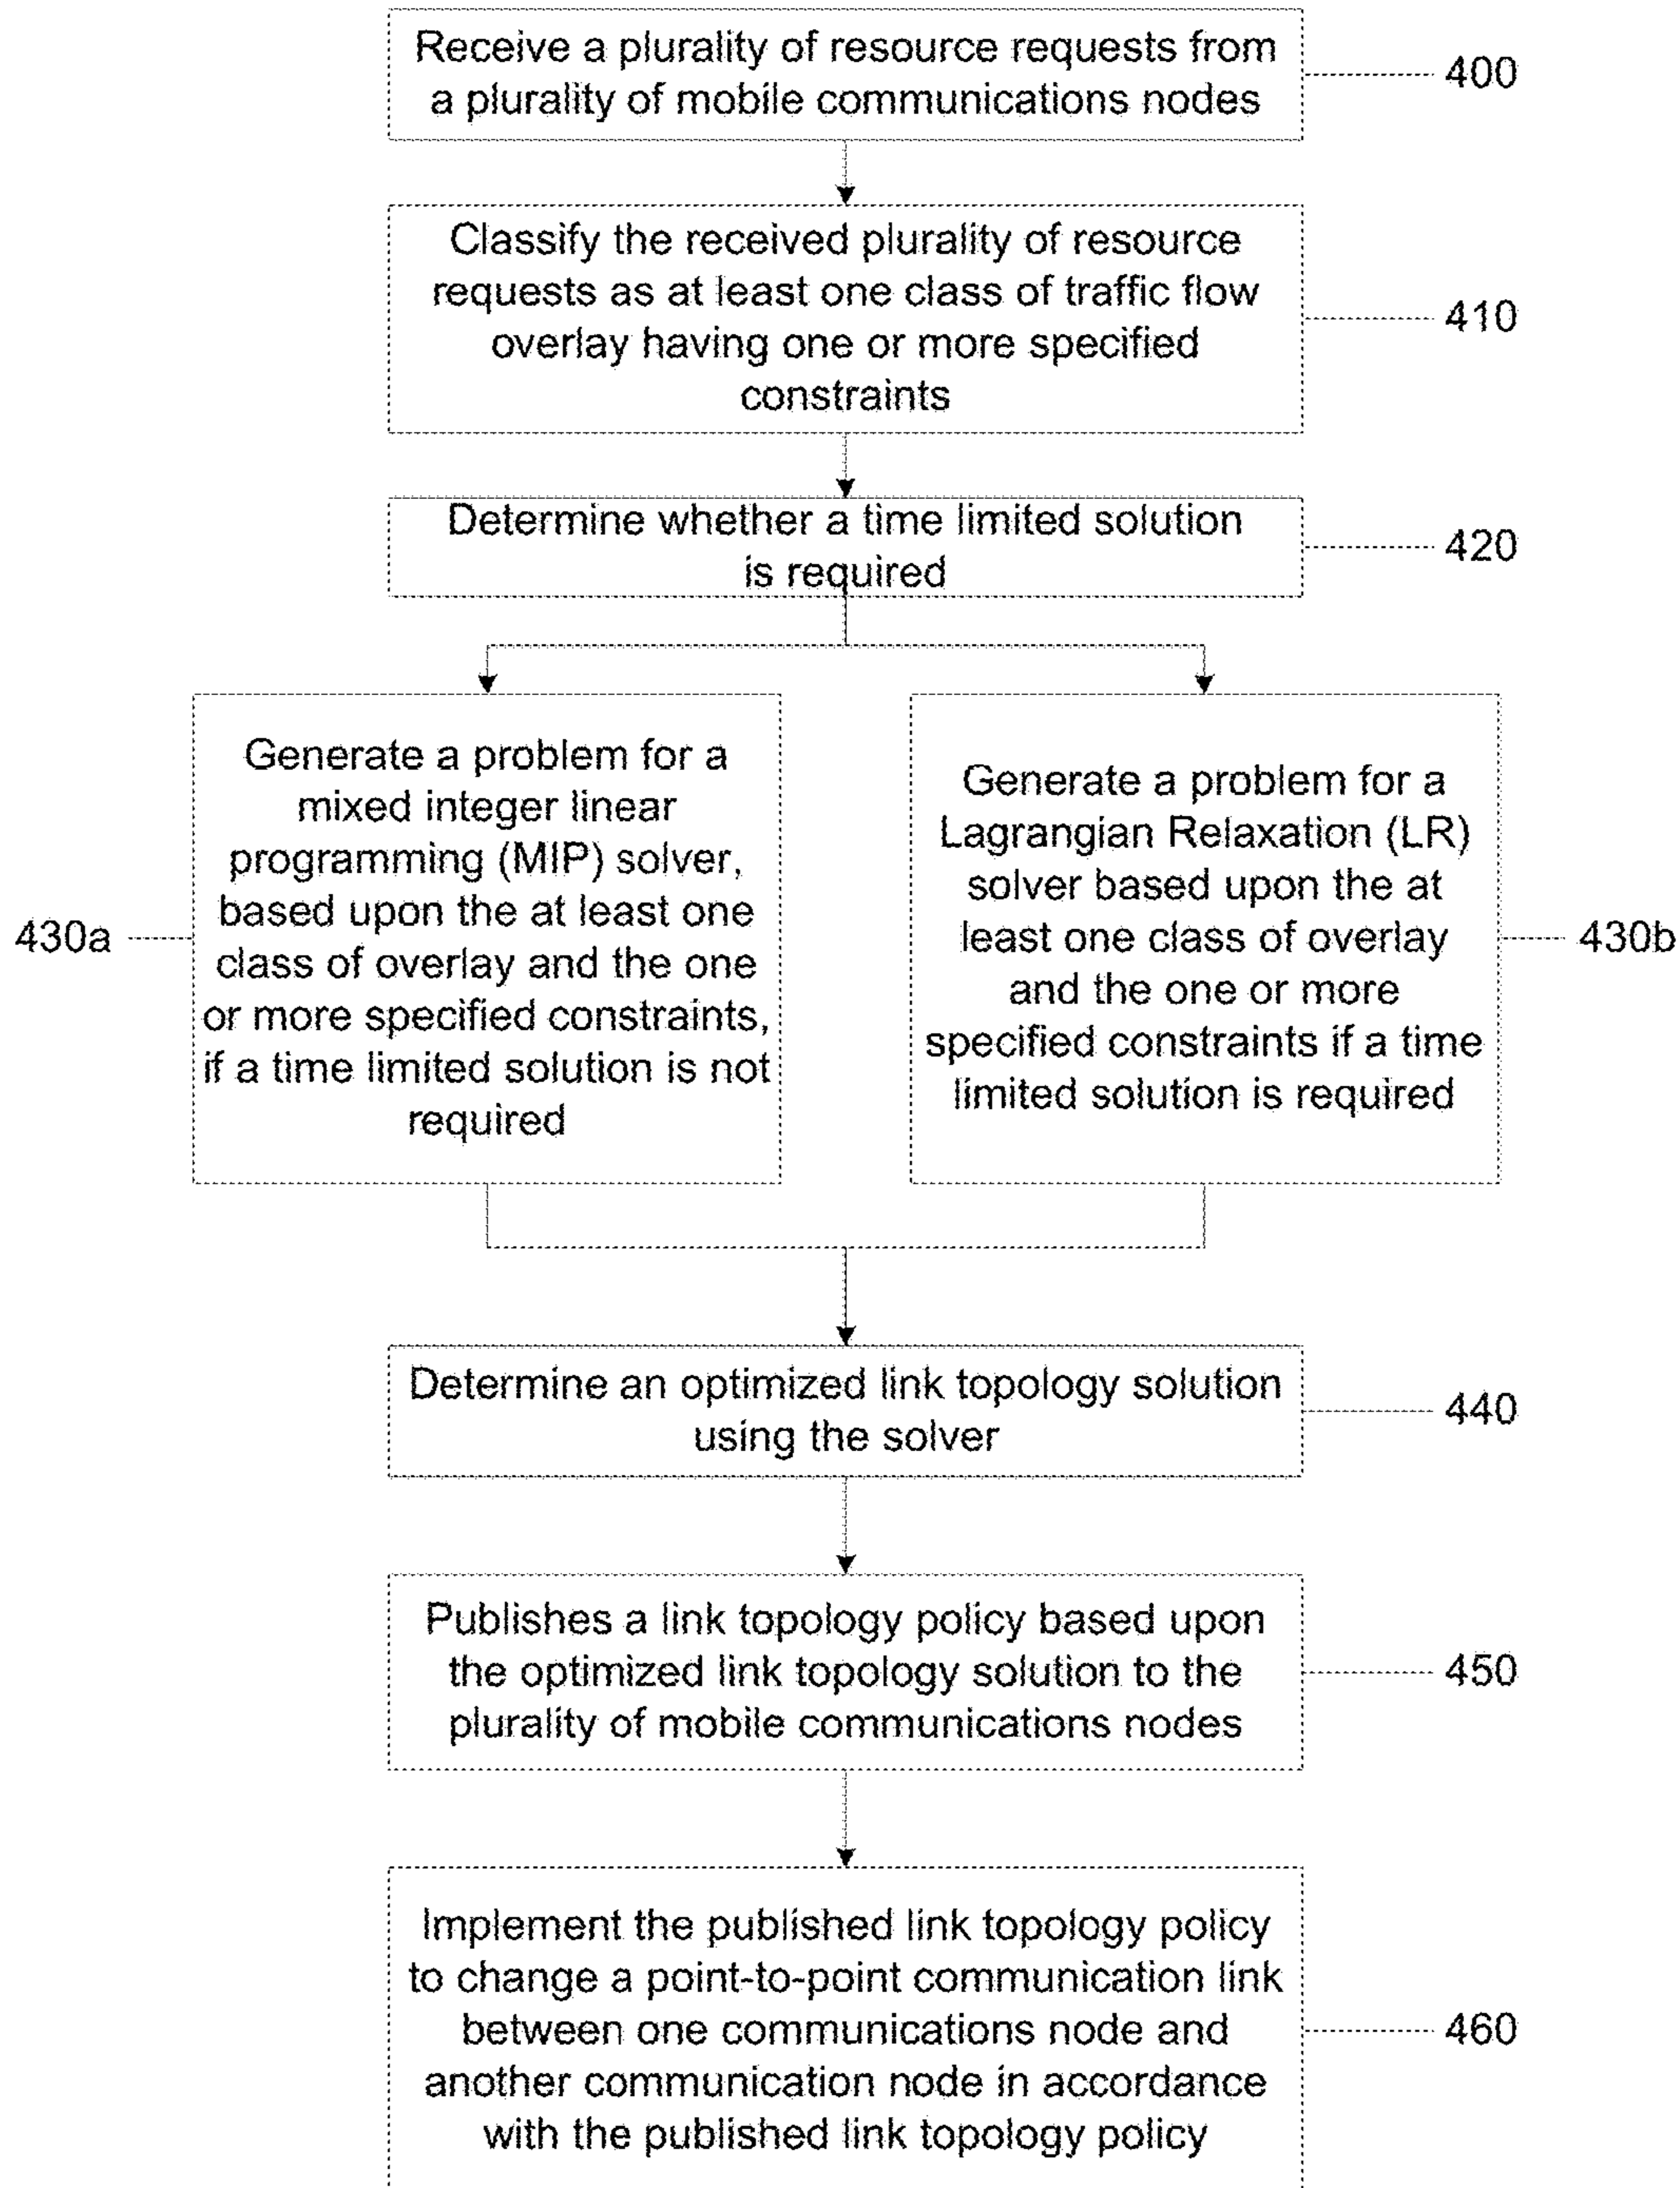 Receive a plurality of resource requests from
a plurality of mobile communications nodes
400
Classify the received plurality of resource
requests as at least one class of traffic flow
overlay having one or more specified
constraints
410
Determine whether a time limited solution
is required
420
Generate a problem for a
mixed integer linear
programming (MIP) solver,
based upon the at least one
class of overlay and the one
or more specified constraints,
if a time limited solution is not
required
430a
Generate a problem for a
Lagrangian Relaxation (LR)
solver based upon the at
least one class of overlay
and the one or more
specified constraints if a time
limited solution is required
430b
Determine an optimized link topology solution
using the solver
440
Publishes a link topology policy based upon
the optimized link topology solution to the
plurality of mobile communications nodes
450
Implement the published link topology policy
to change a point-to-point communication link
between one communications node and
another communication node in accordance
with the published link topology policy
460